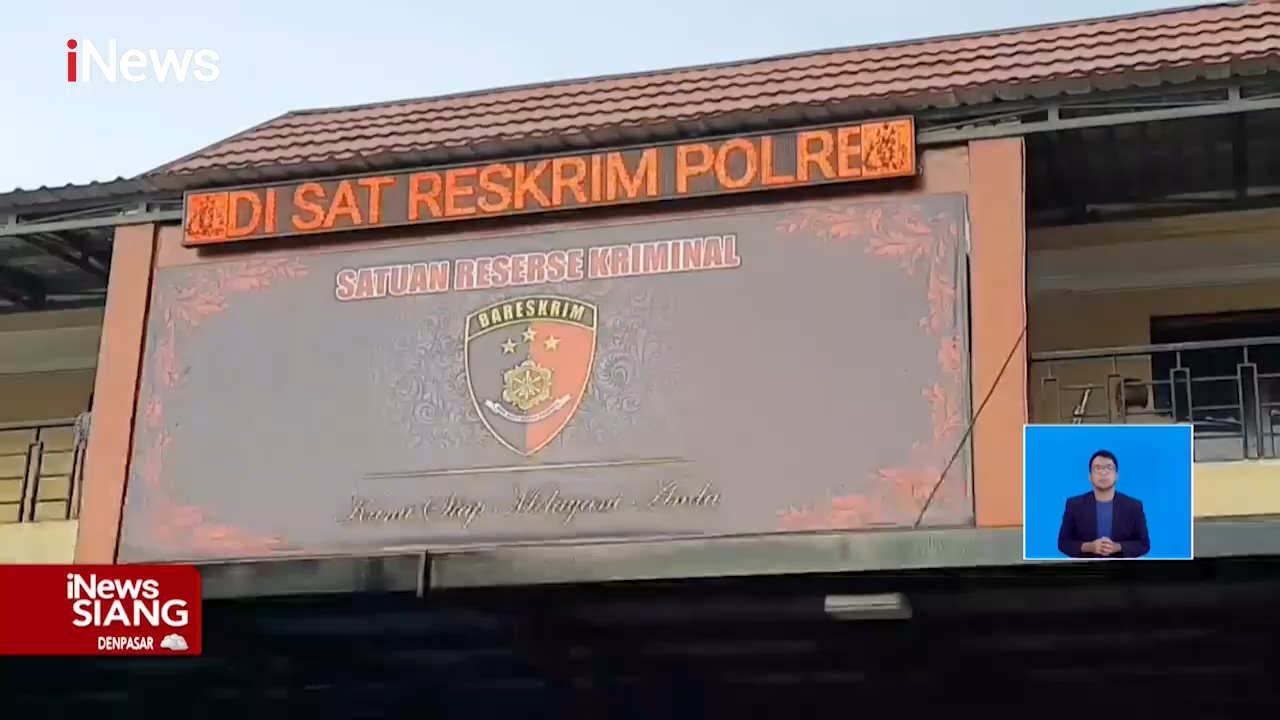 iNews
DI SAT RESKRIM POLRE
SATUAN RESERSE KRIMINAL
BARESKRIM
Kami Siap Melayani Anda
iNews
SIANG
DENPASAR